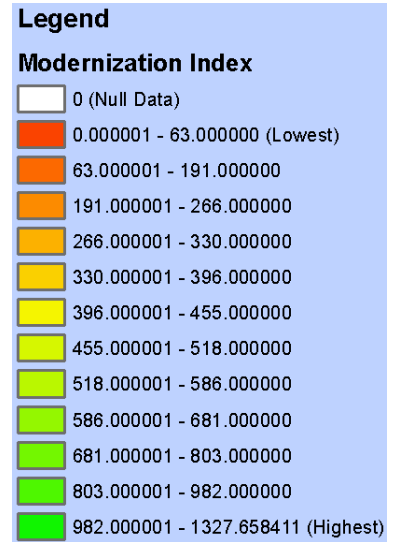 Legend
Modernization Index
0 (Null Data)
0.000001 - 63.000000 (Lowest)
63.000001 - 191.000000
191.000001 - 266.000000
266.000001 - 330.000000
330.000001 - 396.000000
396.000001 - 455.000000
455.000001 - 518.000000
518.000001 - 586.000000
586.000001 - 681.000000
681.000001 - 803.000000
803.000001 - 982.000000
982.000001 - 1327.658411 (Highest)